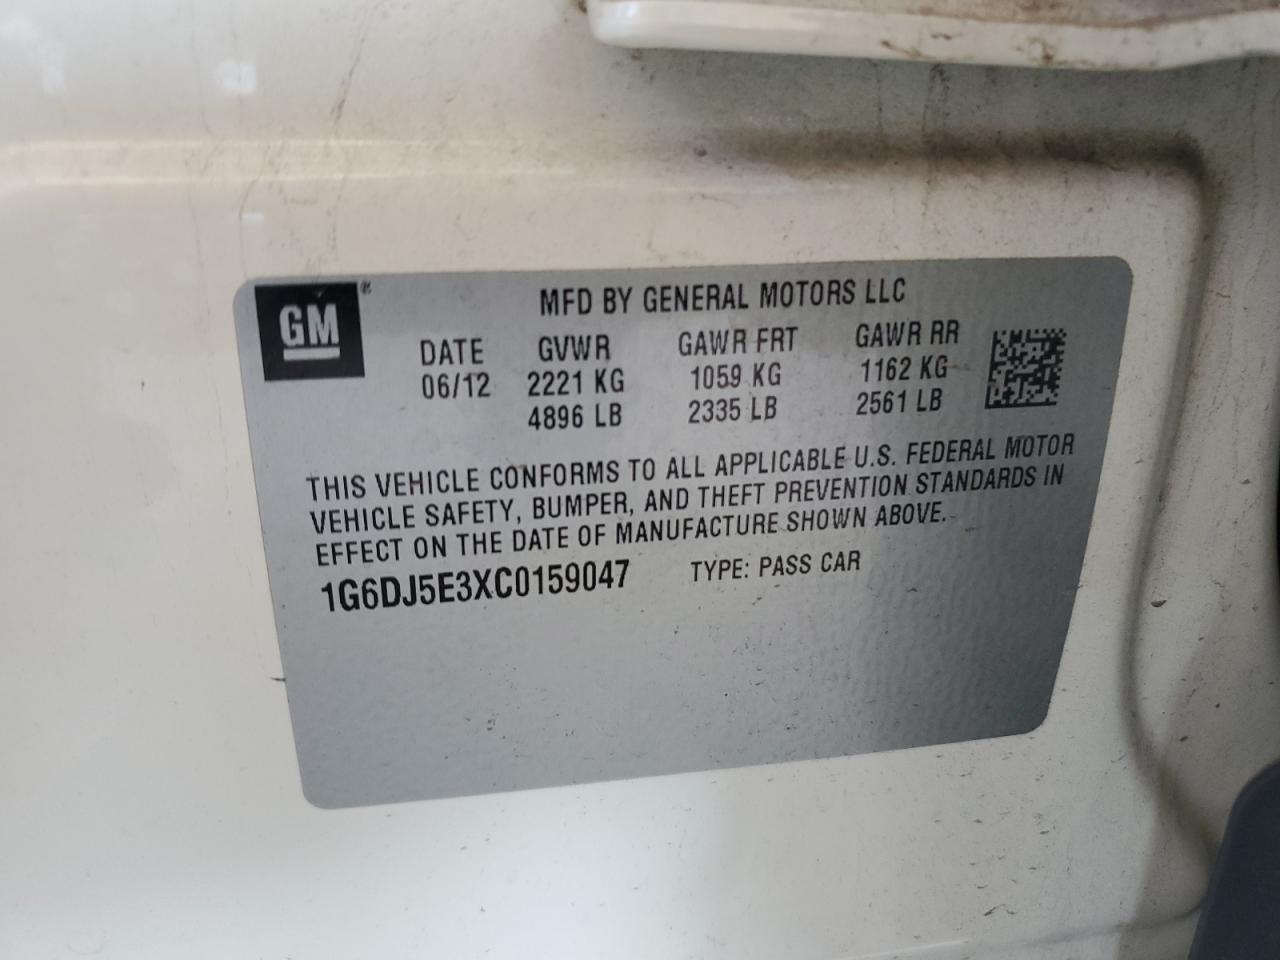 GM®
MFD BY GENERAL MOTORS LLC
DATE GVWR GAWR FRT GAWR RR
06/12 2221 KG 1059 KG 1162 KG
4896 LB 2335 LB 2561 LB
THIS VEHICLE CONFORMS TO ALL APPLICABLE U.S. FEDERAL MOTOR
VEHICLE SAFETY, BUMPER, AND THEFT PREVENTION STANDARDS IN
EFFECT ON THE DATE OF MANUFACTURE SHOWN ABOVE.
1G6DJ5E3XC0159047 TYPE: PASS CAR